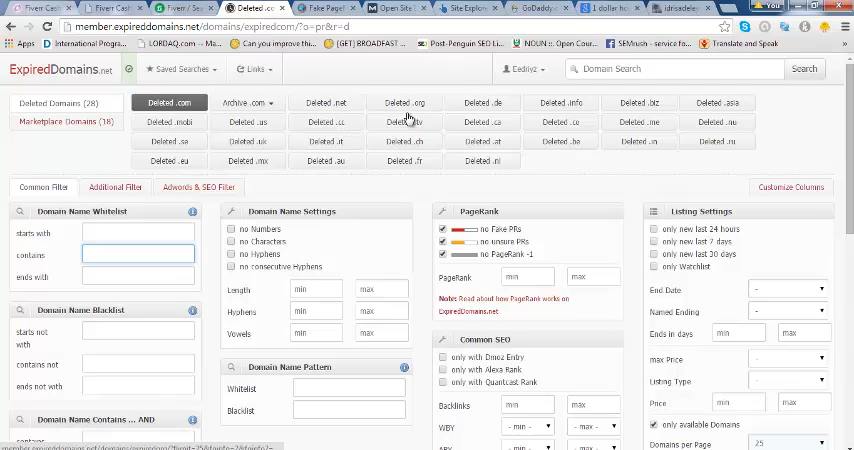 Fiverr Cash
Fiverr Cash
Fiverr / Sea
Deleted .co
Fake PageR
Open Site E
Site Explore
GoDaddy
1 dollar ho
idrisadeleke
You
member.expireddomains.net/domains/expiredcom/?o=pr&r=d
Apps
International Progra...
LORDAQ.com --- Ra
Can you improve thi
[GET] BROADCAST ...
Post-Penguin SEO Li...
NOUN :: Open Cour...
SEMrush - service fo...
Translate and Speak
ExpiredDomains.net
Saved Searches
Links
Eedriyz
Domain Search
Search
Deleted Domains (28)
Marketplace Domains (18)
Deleted .com
Archive .com
Deleted .net
Deleted .org
Deleted .de
Deleted .info
Deleted .biz
Deleted .asia
Deleted .mobi
Deleted .us
Deleted .cc
Deleted .tv
Deleted .ca
Deleted .co
Deleted .me
Deleted .nu
Deleted .se
Deleted .uk
Deleted .it
Deleted .ch
Deleted .at
Deleted .be
Deleted .in
Deleted .ru
Deleted .eu
Deleted .mx
Deleted .au
Deleted .fr
Deleted .nl
Common Filter
Additional Filter
Adwords & SEO Filter
Customize Columns
Domain Name Whitelist
starts with
contains
ends with
Domain Name Blacklist
starts not
with
contains not
ends not with
Domain Name Contains ... AND
contains
Domain Name Settings
no Numbers
no Characters
no Hyphens
no consecutive Hyphens
Length min max
Hyphens min max
Vowels min max
Domain Name Pattern
Whitelist
Blacklist
PageRank
no Fake PRs
no unsure PRs
no PageRank -1
PageRank min max
Note: Read about how PageRank works on
ExpiredDomains.net
Common SEO
only with Dmoz Entry
only with Alexa Rank
only with Quantcast Rank
Backlinks min max
WBY - min - - max -
ABY - min - - max -
Listing Settings
only new last 24 hours
only new last 7 days
only new last 30 days
only Watchlist
End Date -
Named Ending -
Ends in days min max
max Price -
Listing Type -
Price min max
only available Domains
Domains per Page 25